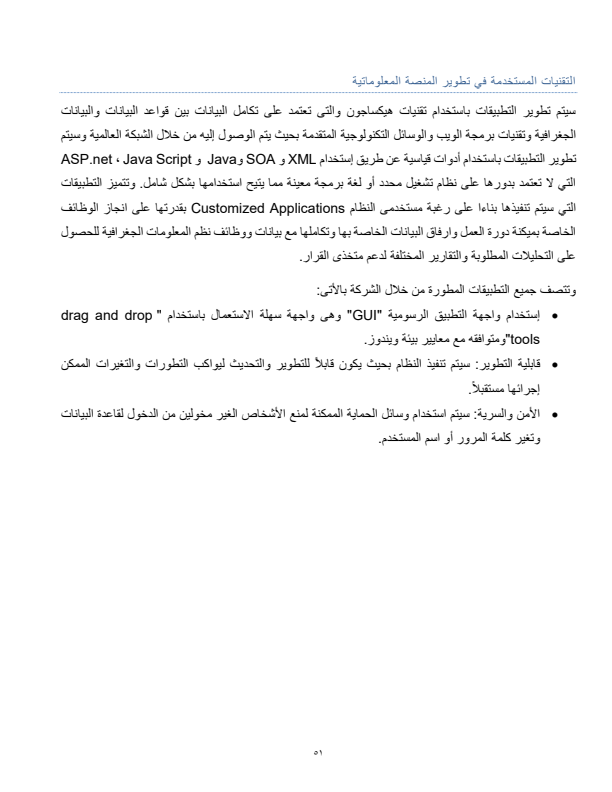 التقنيات المستخدمة في تطوير المنصة المعلوماتية
سيتم تطوير التطبيقات باستخدام تقنيات هيكساجون والتى تعتمد على تكامل البيانات بين قواعد البيانات والبيانات
الجغرافية وتقنيات برمجة الويب والوسائل التكنولوجية المتقدمة بحيث يتم الوصول إليه من خلال الشبكة العالمية وسيتم
تطوير التطبيقات باستخدام أدوات قياسية عن طريق إستخدام XML و SOA وJava و ASP.net ، Java Script
التي لا تعتمد بدورها على نظام تشغيل محدد أو لغة برمجة معينة مما يتيح استخدامها بشكل شامل. وتتميز التطبيقات
التي سيتم تنفيذها بناءا على رغبة مستخدمى النظام Customized Applications بقدرتها على انجاز الوظائف
الخاصة بميكنة دورة العمل وارفاق البيانات الخاصة بها وتكاملها مع بيانات ووظائف نظم المعلومات الجغرافية للحصول
على التحليلات المطلوبة والتقارير المختلفة لدعم متخذى القرار.
وتتصف جميع التطبيقات المطورة من خلال الشركة بالأتى:
• إستخدام واجهة التطبيق الرسومية "GUI" وهى واجهة سهلة الاستعمال باستخدام " drag and drop
tools"ومتوافقه مع معايير بيئة ويندوز.
• قابلية التطوير: سيتم تنفيذ النظام بحيث يكون قابلاً للتطوير والتحديث ليواكب التطورات والتغيرات الممكن
إجرائها مستقبلاً.
• الأمن والسرية: سيتم استخدام وسائل الحماية الممكنة لمنع الأشخاص الغير مخولين من الدخول لقاعدة البيانات
وتغير كلمة المرور أو اسم المستخدم.
٥١